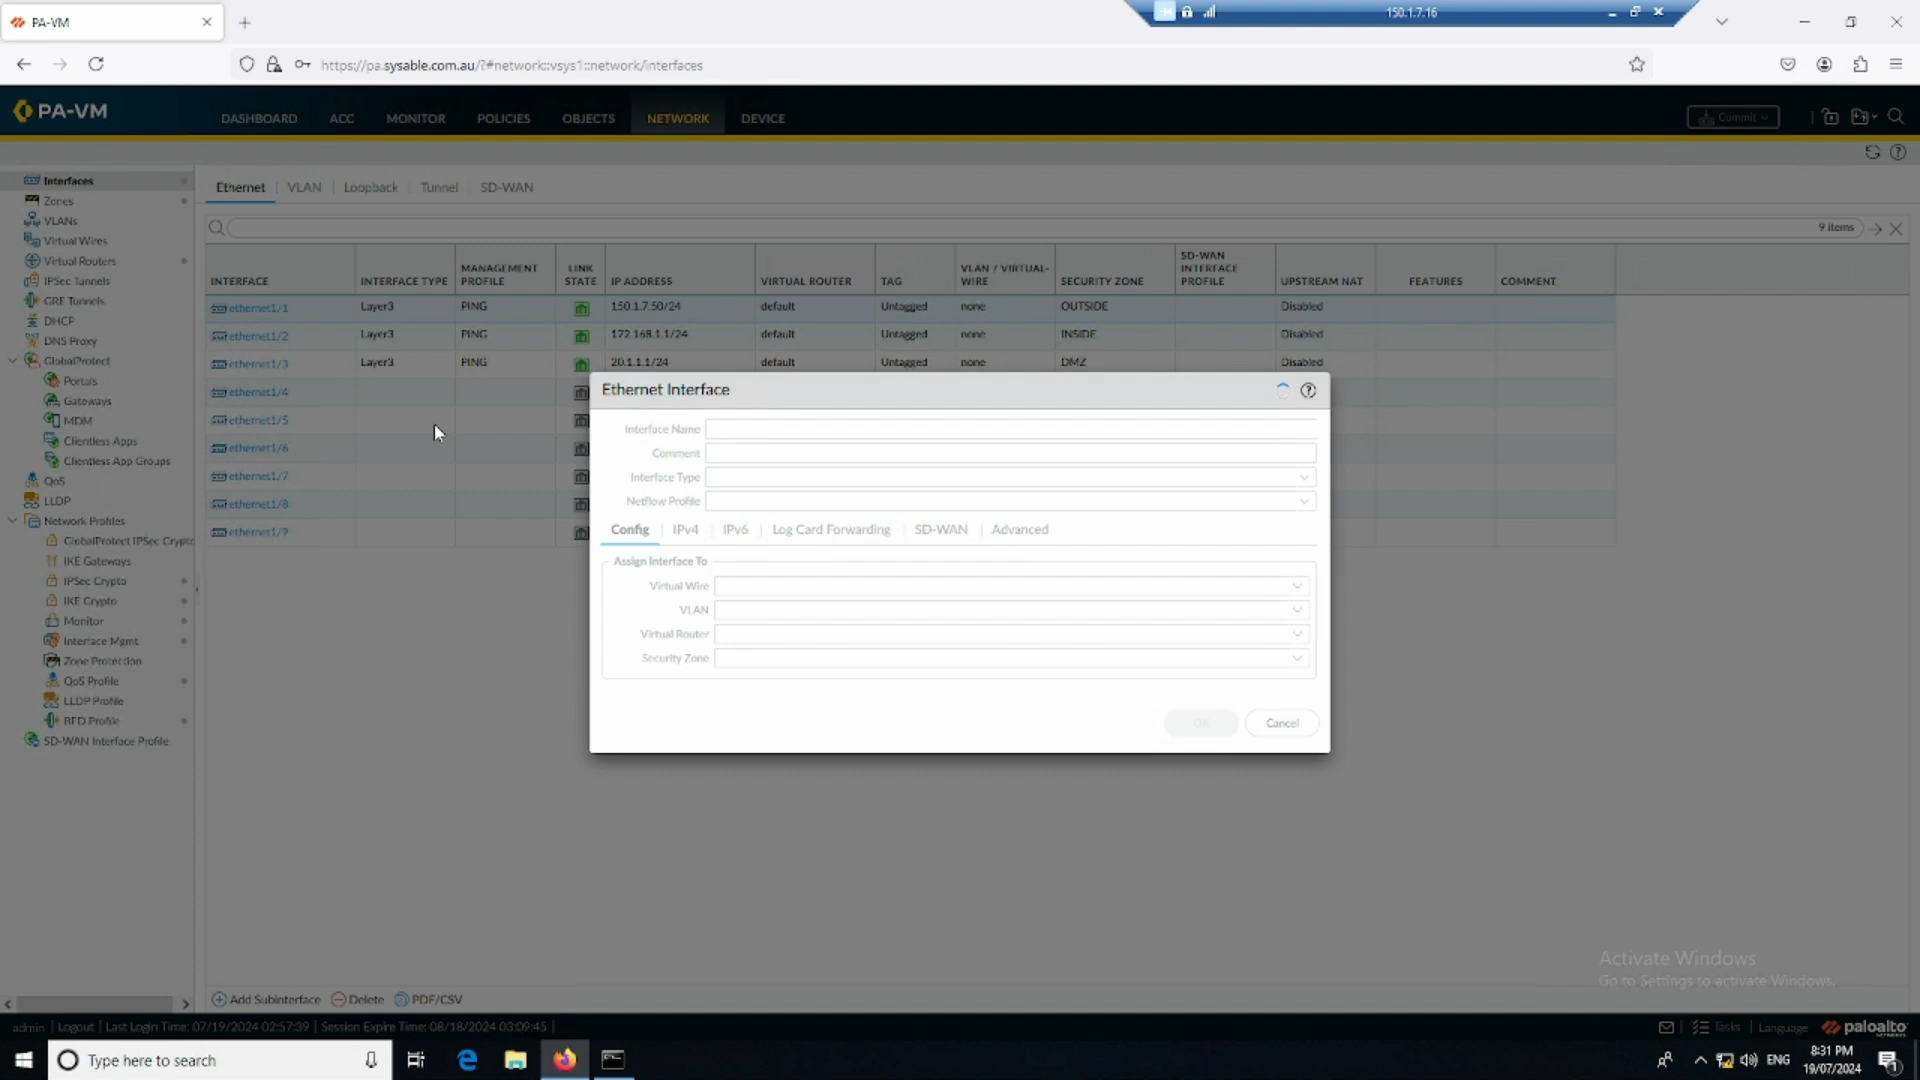 PA-VM
150.1.7.16
https://pa.sysable.com.au/?#network::vsys1::network/interfaces
PA-VM
DASHBOARD ACC MONITOR POLICIES OBJECTS NETWORK DEVICE
Commit
Interfaces
Zones
VLANs
Virtual Wires
Virtual Routers
IPSec Tunnels
GRE Tunnels
DHCP
DNS Proxy
GlobalProtect
Portals
Gateways
MDM
Clientless Apps
Clientless App Groups
QoS
LLDP
Network Profiles
GlobalProtect IPSec Crypto
IKE Gateways
IPSec Crypto
IKE Crypto
Monitor
Interface Mgmt
Zone Protection
QoS Profile
LLDP Profile
BFD Profile
SD-WAN Interface Profile
Ethernet VLAN Loopback Tunnel SD-WAN
9 items
INTERFACE INTERFACE TYPE MANAGEMENT PROFILE LINK STATE IP ADDRESS VIRTUAL ROUTER TAG VLAN / VIRTUAL-WIRE SECURITY ZONE SD-WAN INTERFACE PROFILE UPSTREAM NAT FEATURES COMMENT
ethernet1/1 Layer3 PING 150.1.7.50/24 default Untagged none OUTSIDE Disabled
ethernet1/2 Layer3 PING 172.168.1.1/24 default Untagged none INSIDE Disabled
ethernet1/3 Layer3 PING 20.1.1.1/24 default Untagged none DMZ Disabled
ethernet1/4
ethernet1/5
ethernet1/6
ethernet1/7
ethernet1/8
ethernet1/9
Ethernet Interface
Interface Name
Comment
Interface Type
Netflow Profile
Config IPv4 IPv6 Log Card Forwarding SD-WAN Advanced
Assign Interface To
Virtual Wire
VLAN
Virtual Router
Security Zone
OK Cancel
Activate Windows
Go to Settings to activate Windows.
Add Subinterface Delete PDF/CSV
admin | Logout | Last Login Time: 07/19/2024 02:57:39 | Session Expire Time: 08/18/2024 03:09:45 |
Tasks | Language paloalto
NETWORKS
Type here to search
ENG
8:31 PM
19/07/2024
1